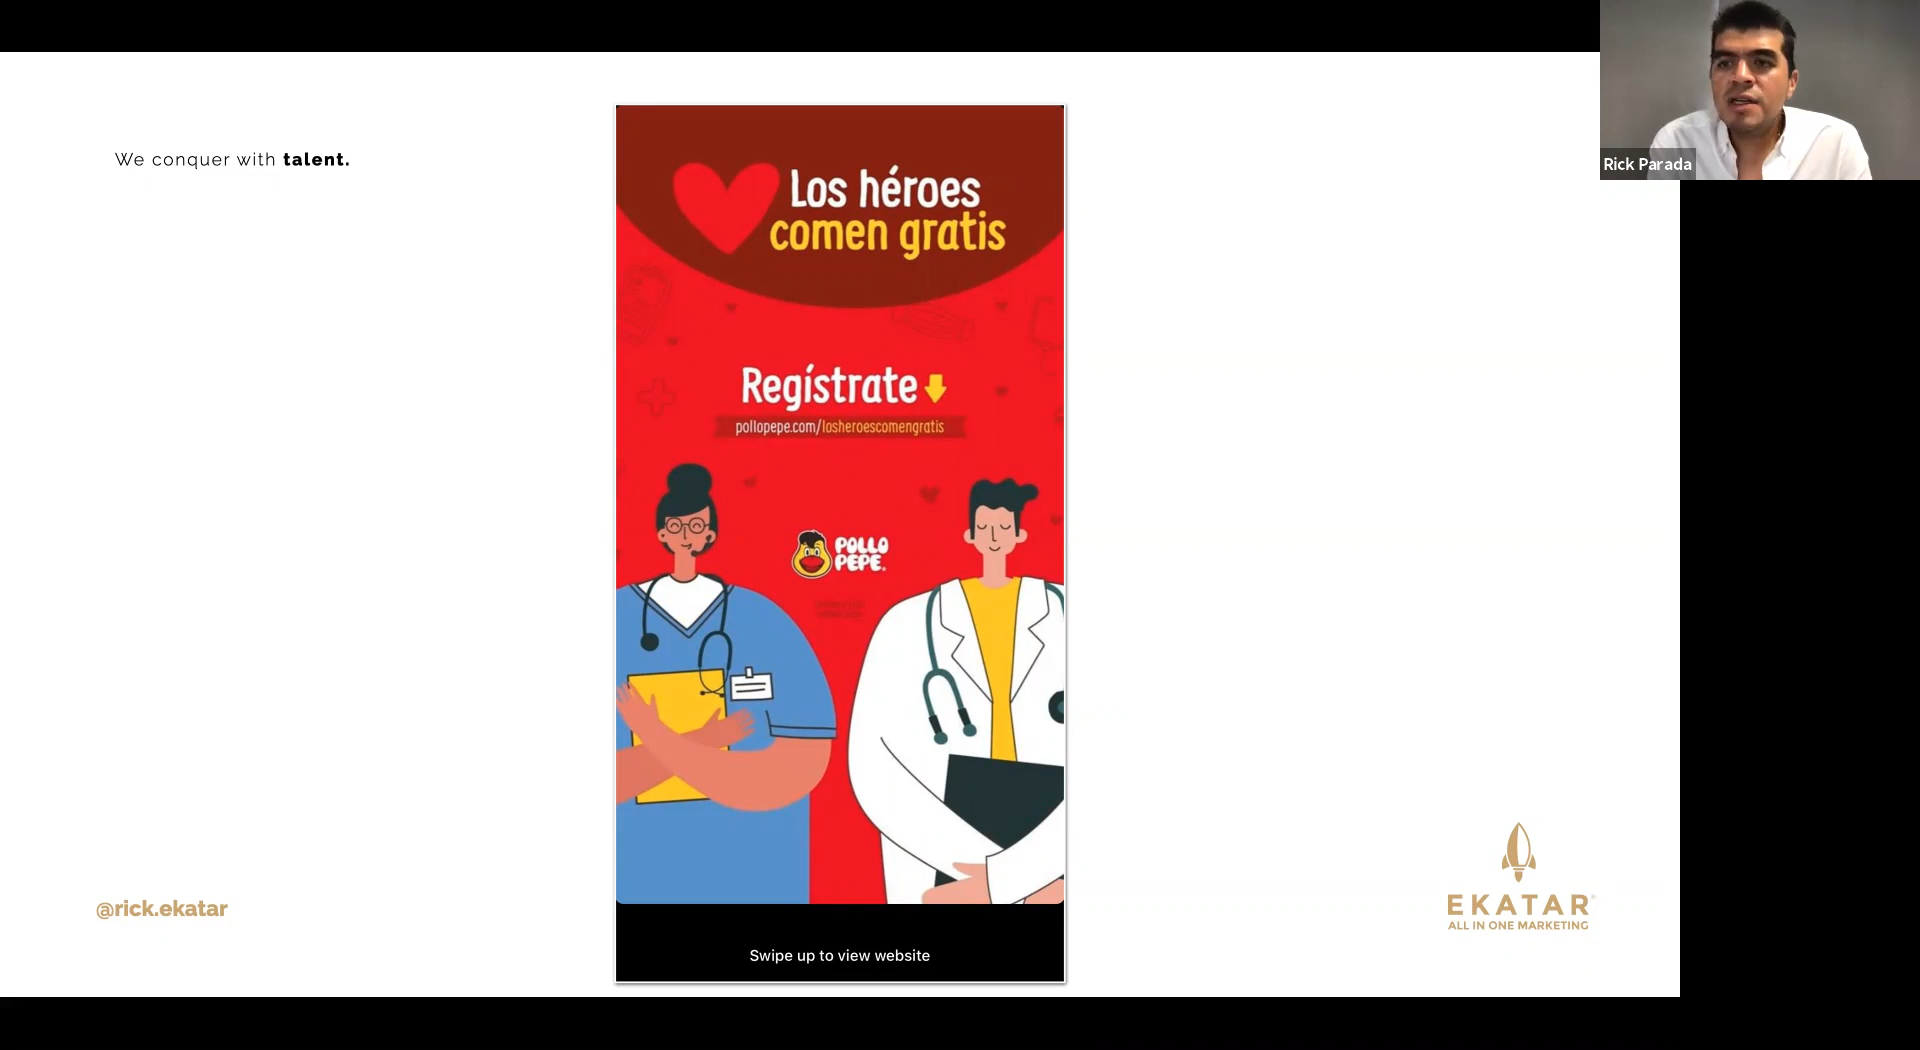 We conquer with talent.
Los héroes
comen gratis
Regístrate
pollopepe.com/losheroescomengratis
POLLO
PEPE®
Swipe up to view website
@rick.ekatar
EKATAR®
ALL IN ONE MARKETING
Rick Parada